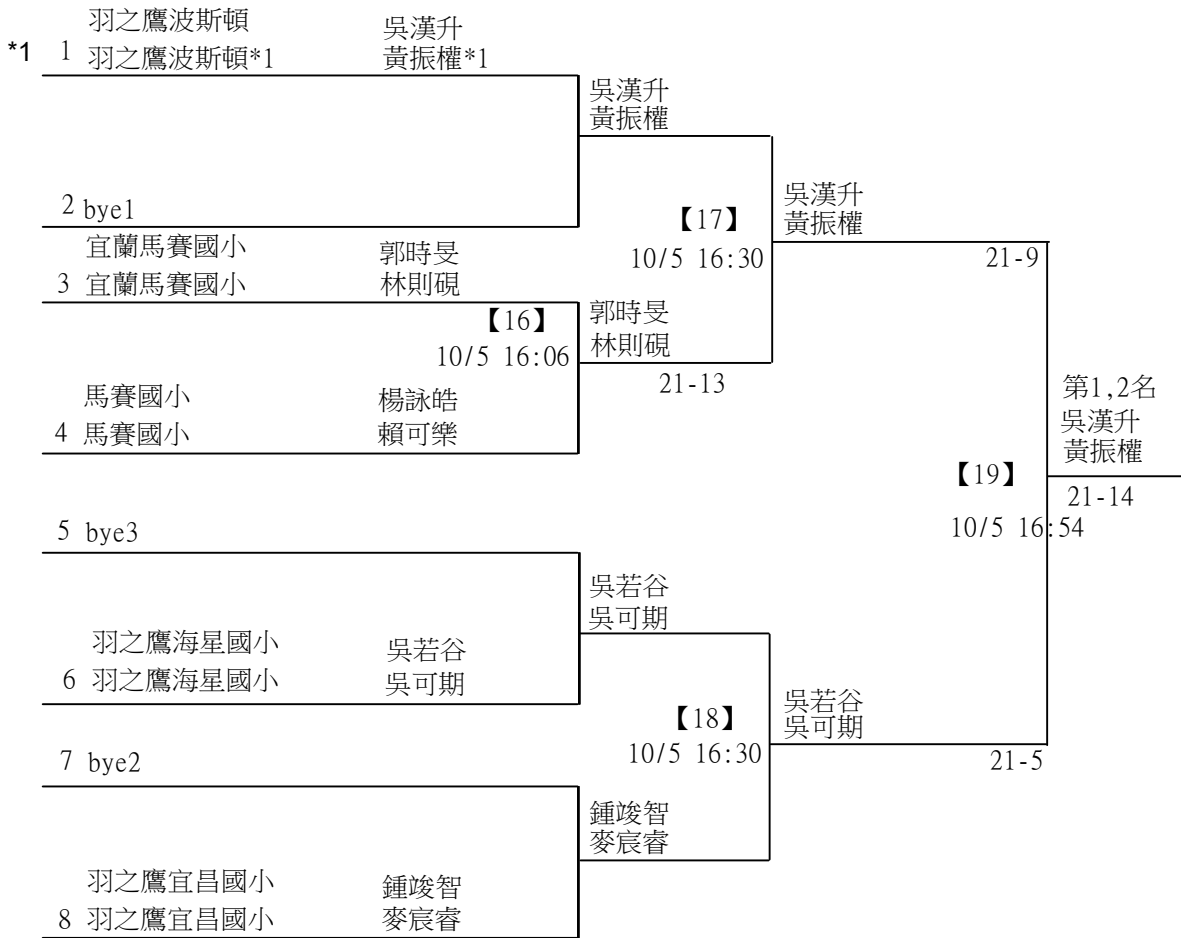 羽之鷹波斯頓 吳漢升
*1 1 羽之鷹波斯頓*1 黃振權*1
吳漢升
黃振權
2 bye1
【17】
10/5 16:30
吳漢升
黃振權
21-9
宜蘭馬賽國小 郭時旻
3 宜蘭馬賽國小 林則硯
【16】
10/5 16:06
郭時旻
林則硯
21-13
馬賽國小 楊詠皓
4 馬賽國小 賴可樂
第1,2名
吳漢升
黃振權
【19】
21-14
10/5 16:54
5 bye3
吳若谷
吳可期
羽之鷹海星國小 吳若谷
6 羽之鷹海星國小 吳可期
【18】
10/5 16:30
吳若谷
吳可期
21-5
7 bye2
鍾竣智
麥宸睿
羽之鷹宜昌國小 鍾竣智
8 羽之鷹宜昌國小 麥宸睿